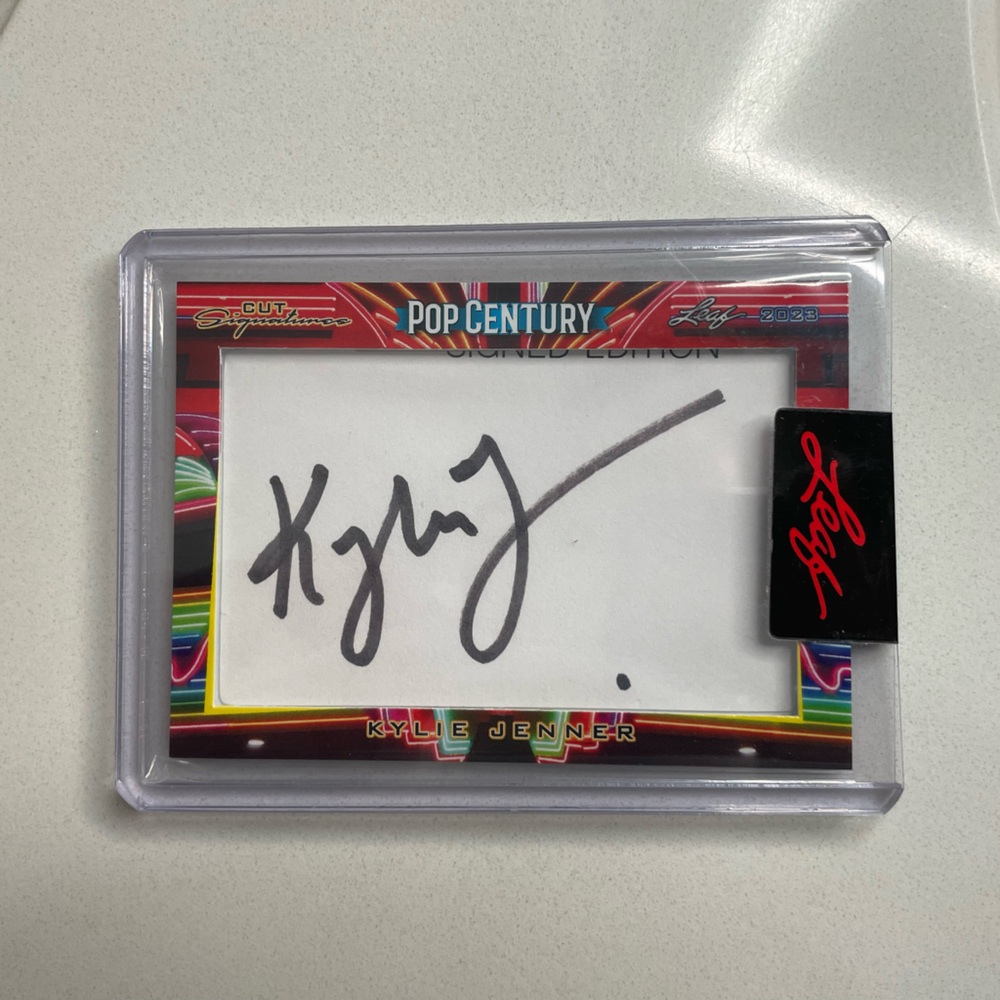 CUT
Signatures
POP CENTURY
Leaf 2023
SIGNED EDITION
Kylie J
Leaf
KYLIE JENNER